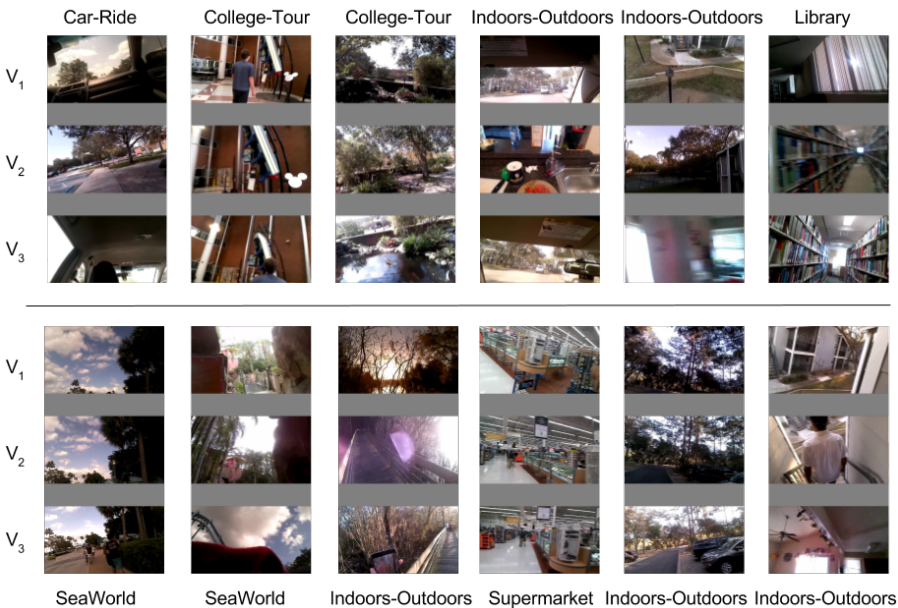 Car-Ride College-Tour College-Tour Indoors-Outdoors Indoors-Outdoors Library
V1
V2
V3
V1
V2
V3
SeaWorld SeaWorld Indoors-Outdoors Supermarket Indoors-Outdoors Indoors-Outdoors